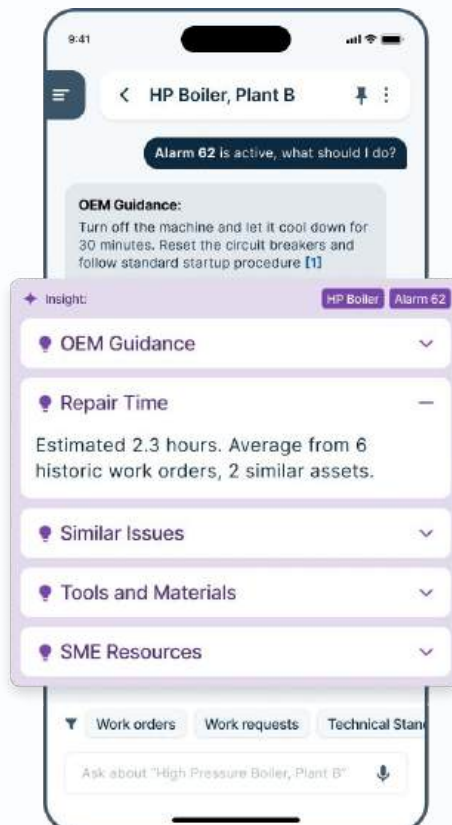 9:41
HP Boiler, Plant B
Alarm 62 is active, what should I do?
OEM Guidance:
Turn off the machine and let it cool down for
30 minutes. Reset the circuit breakers and
follow standard startup procedure [1]
Insight:
HP Boiler
Alarm 62
OEM Guidance
Repair Time
Estimated 2.3 hours. Average from 6
historic work orders, 2 similar assets.
Similar Issues
Tools and Materials
SME Resources
Work orders
Work requests
Technical Stan
Ask about "High Pressure Boiler, Plant B"